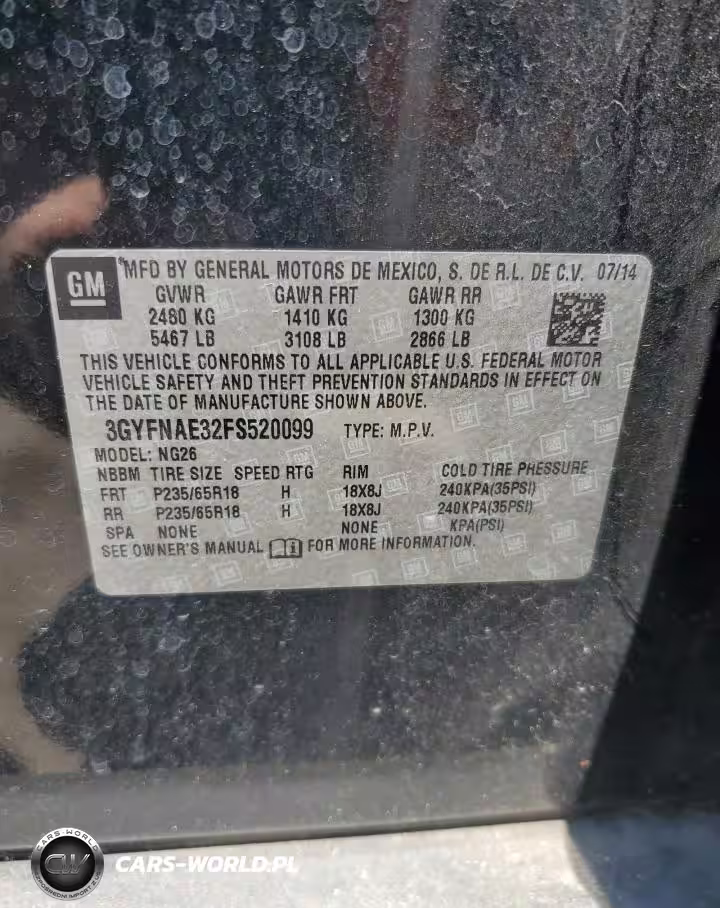 GM
*MFD BY GENERAL MOTORS DE MEXICO, S. DE R.L. DE C.V. 07/14
GVWR GAWR FRT GAWR RR
2480 KG 1410 KG 1300 KG
5467 LB 3108 LB 2866 LB
THIS VEHICLE CONFORMS TO ALL APPLICABLE U.S. FEDERAL MOTOR
VEHICLE SAFETY AND THEFT PREVENTION STANDARDS IN EFFECT ON
THE DATE OF MANUFACTURE SHOWN ABOVE.
3GYFNAE32FS520099 TYPE: M.P.V.
MODEL: NG26
NBBM TIRE SIZE SPEED RTG RIM COLD TIRE PRESSURE
FRT P235/65R18 H 18X8J 240KPA(35PSI)
RR P235/65R18 H 18X8J 240KPA(35PSI)
SPA NONE NONE KPA(PSI)
SEE OWNER'S MANUAL FOR MORE INFORMATION.
CARS-WORLD
CW
CARS-WORLD.PL